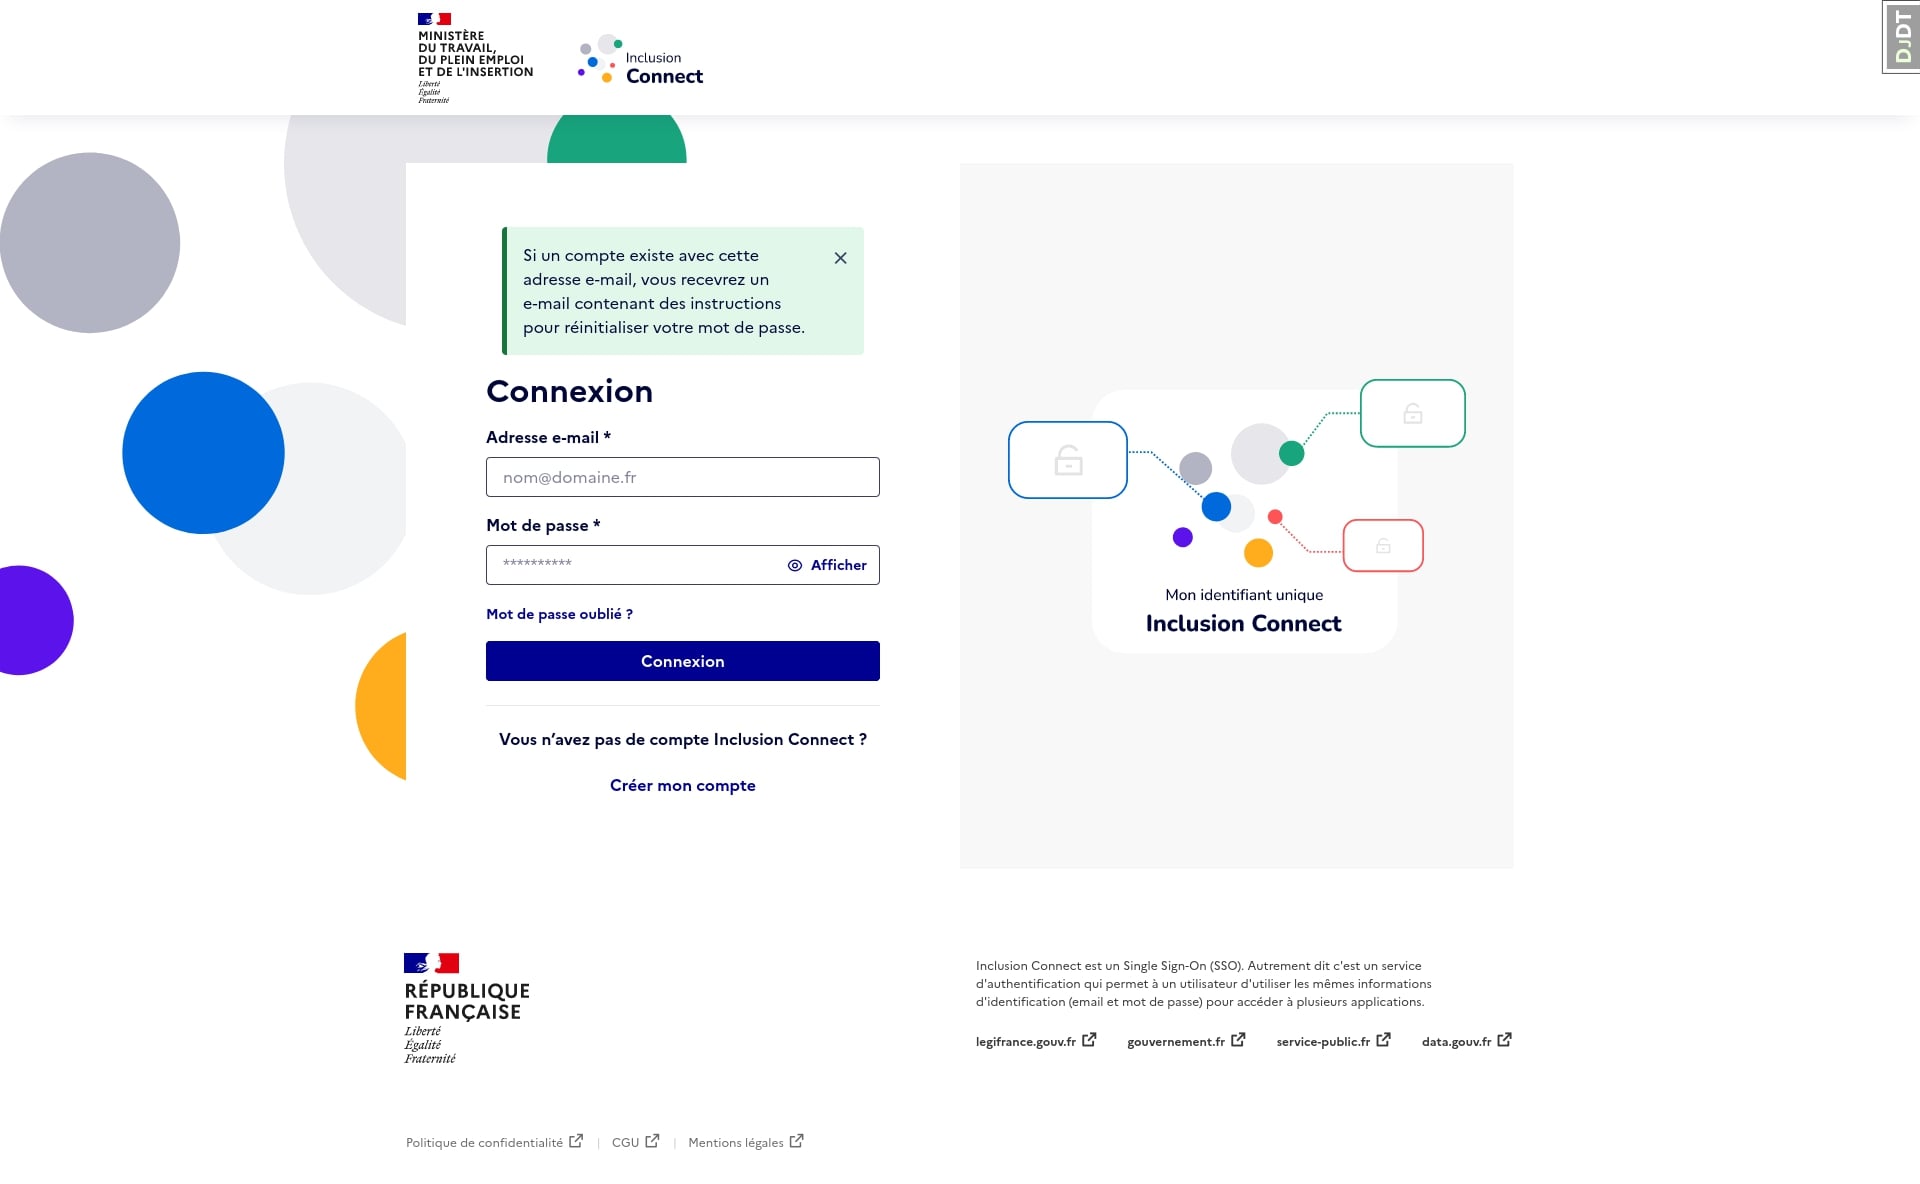 MINISTÈRE
DU TRAVAIL,
DU PLEIN EMPLOI
ET DE L'INSERTION
Liberté
Égalité
Fraternité
Inclusion
Connect
DJDT
Si un compte existe avec cette
adresse e-mail, vous recevrez un
e-mail contenant des instructions
pour réinitialiser votre mot de passe.
Connexion
Adresse e-mail *
nom@domaine.fr
Mot de passe *
**********
Afficher
Mot de passe oublié ?
Connexion
Vous n’avez pas de compte Inclusion Connect ?
Créer mon compte
Mon identifiant unique
Inclusion Connect
RÉPUBLIQUE
FRANÇAISE
Liberté
Égalité
Fraternité
Inclusion Connect est un Single Sign-On (SSO). Autrement dit c'est un service
d'authentification qui permet à un utilisateur d'utiliser les mêmes informations
d'identification (email et mot de passe) pour accéder à plusieurs applications.
legifrance.gouv.fr gouvernement.fr service-public.fr data.gouv.fr
Politique de confidentialité | CGU | Mentions légales